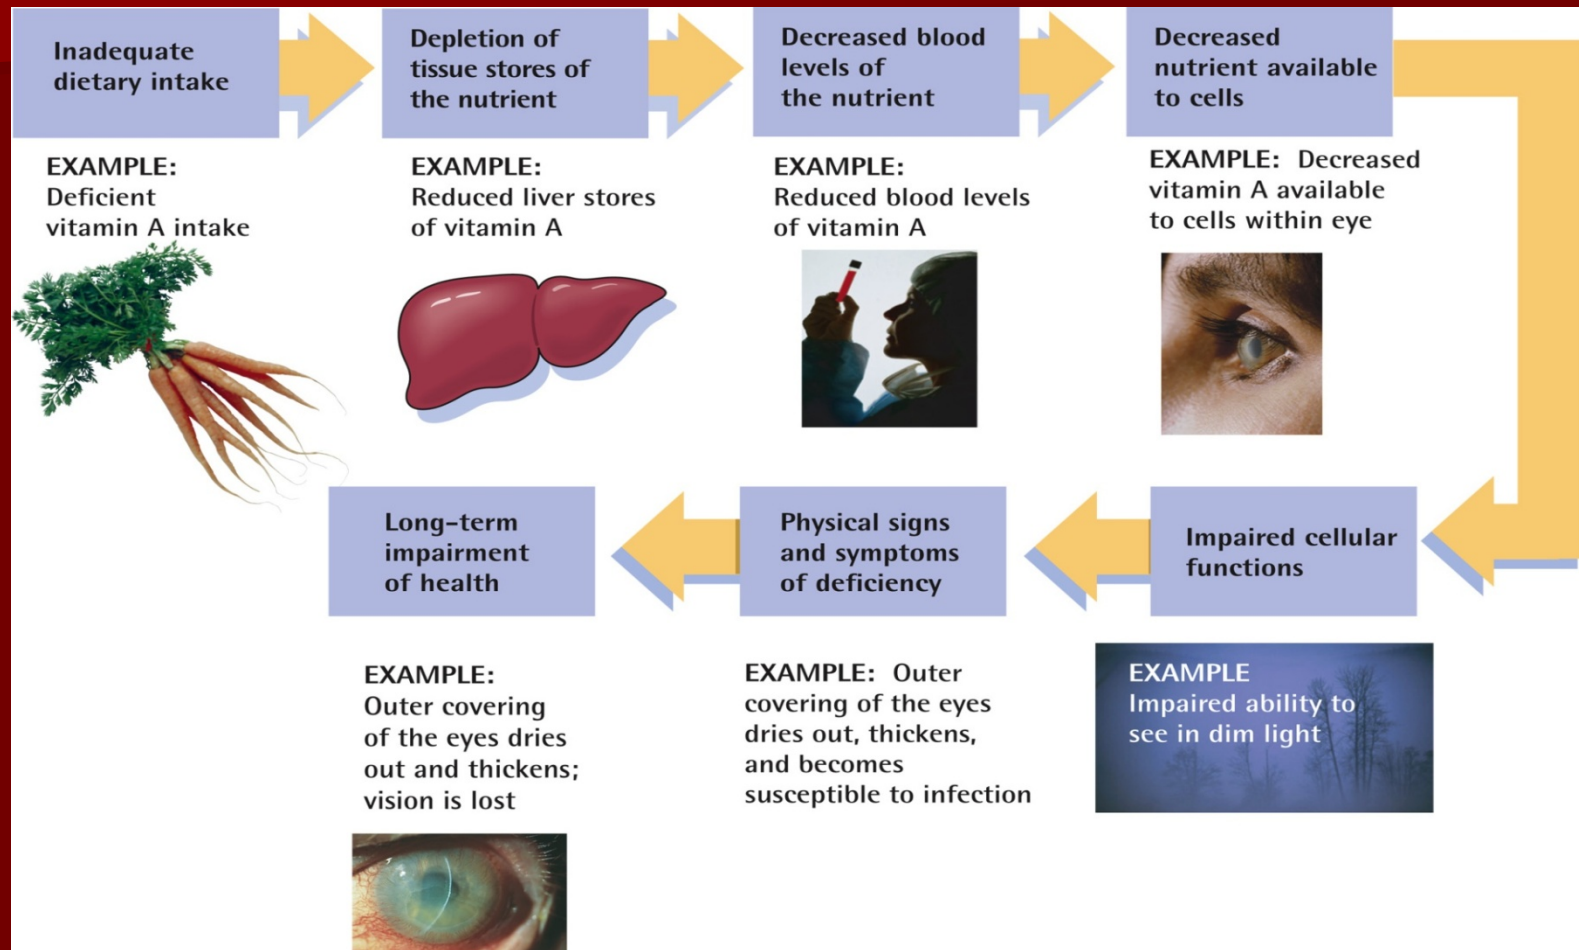 Inadequate
dietary intake
Depletion of
tissue stores of
the nutrient
Decreased blood
levels of
the nutrient
Decreased
nutrient available
to cells
EXAMPLE:
Deficient
vitamin A intake
EXAMPLE:
Reduced liver stores
of vitamin A
EXAMPLE:
Reduced blood levels
of vitamin A
EXAMPLE: Decreased
vitamin A available
to cells within eye
Impaired cellular
functions
Physical signs
and symptoms
of deficiency
Long-term
impairment
of health
EXAMPLE
Impaired ability to
see in dim light
EXAMPLE: Outer
covering of the eyes
dries out, thickens,
and becomes
susceptible to infection
EXAMPLE:
Outer covering
of the eyes dries
out and thickens;
vision is lost